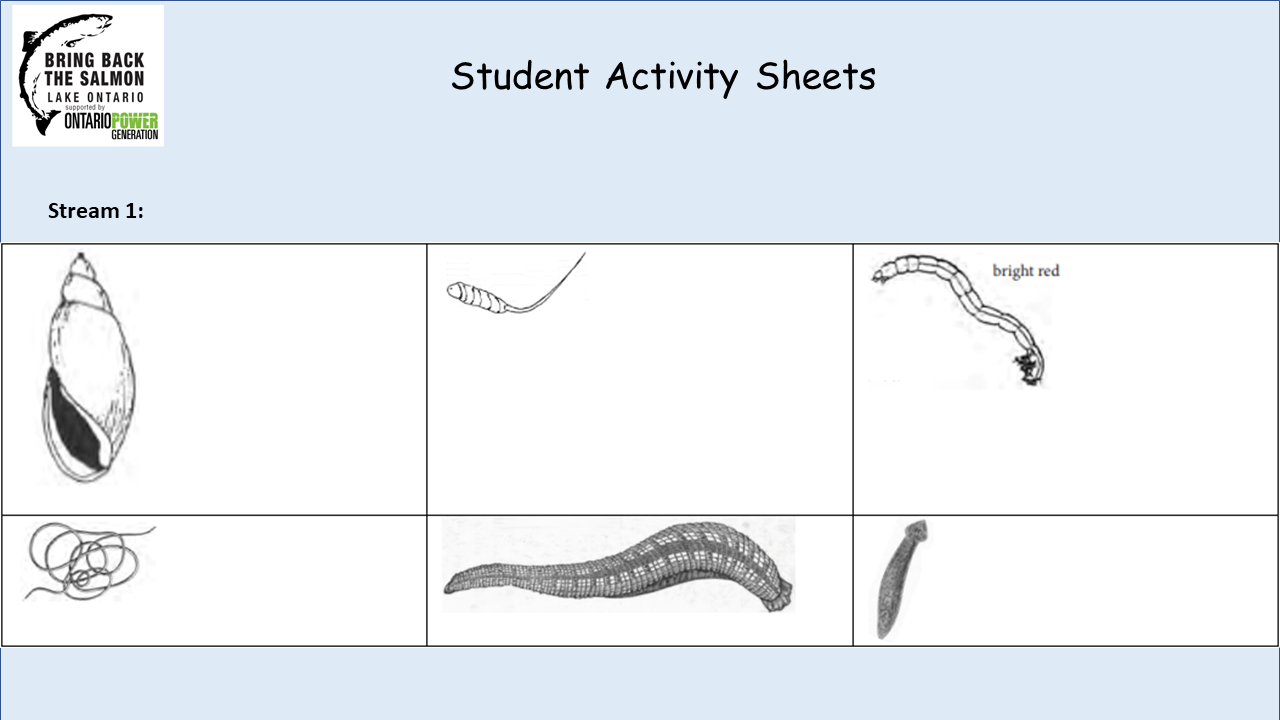 BRING BACK
THE SALMON
LAKE ONTARIO
supported by
ONTARIOPOWER
GENERATION
Student Activity Sheets
Stream 1:
bright red